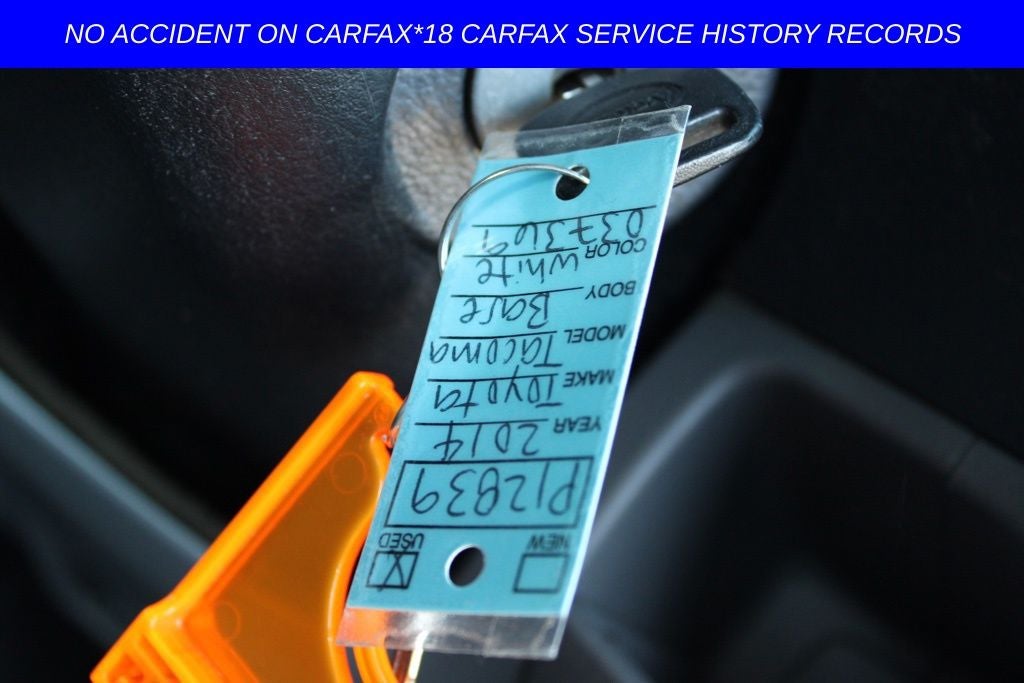 NO ACCIDENT ON CARFAX*18 CARFAX SERVICE HISTORY RECORDS
NEW USED
P12839
YEAR 2014
MAKE Toyota
MODEL Tacoma
BODY Base
COLOR White
037369